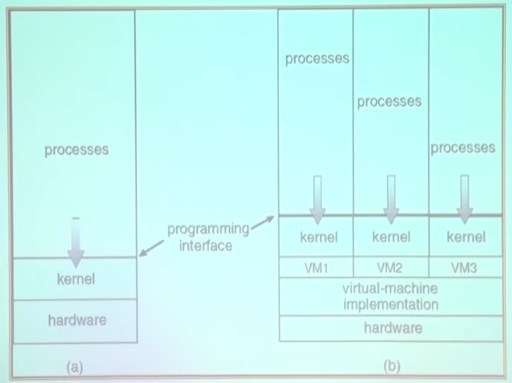 processes
kernel
hardware
(a)
programming
interface
processes
processes
processes
kernel
kernel
kernel
VM1
VM2
VM3
virtual-machine
implementation
hardware
(b)